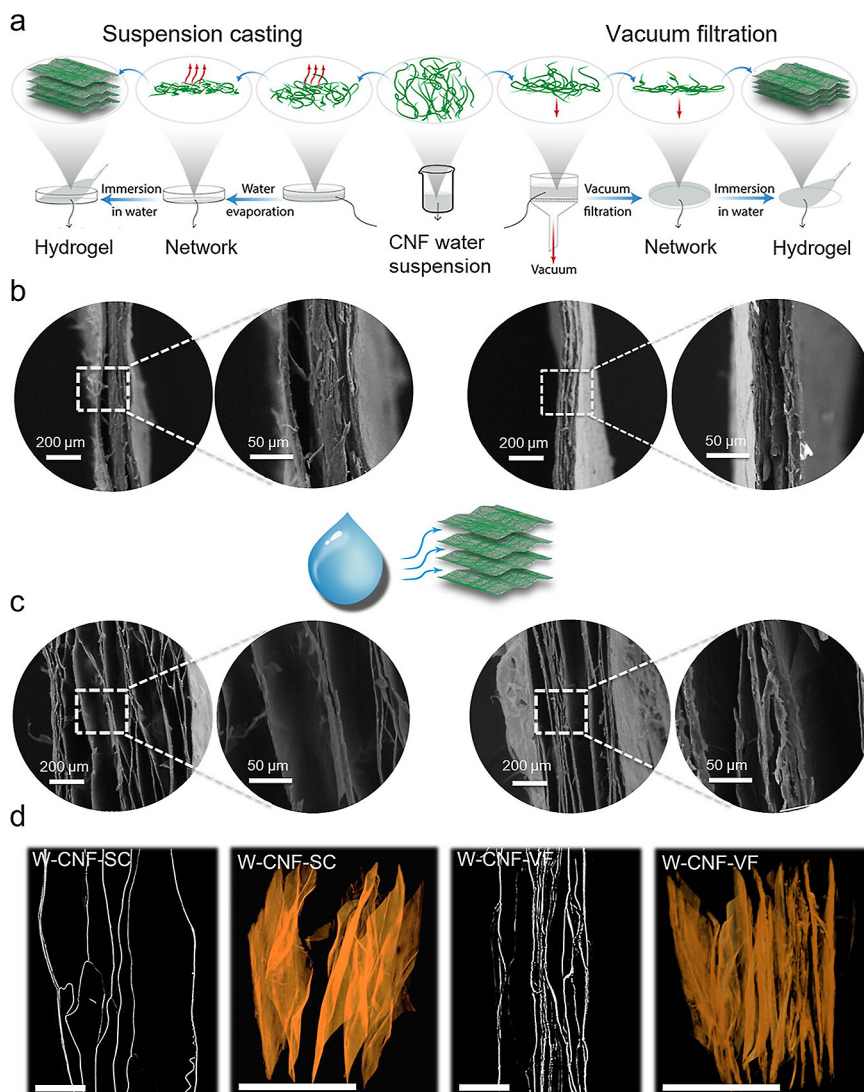 a
Suspension casting
Vacuum filtration
Immersion
in water
Water
evaporation
Vacuum
filtration
Immersion
in water
Hydrogel
Network
CNF water
suspension
Vacuum
Network
Hydrogel
b
200 µm
50 µm
200 µm
50 µm
c
200 µm
50 µm
200 µm
50 µm
d
W-CNF-SC
W-CNF-SC
W-CNF-VF
W-CNF-VF